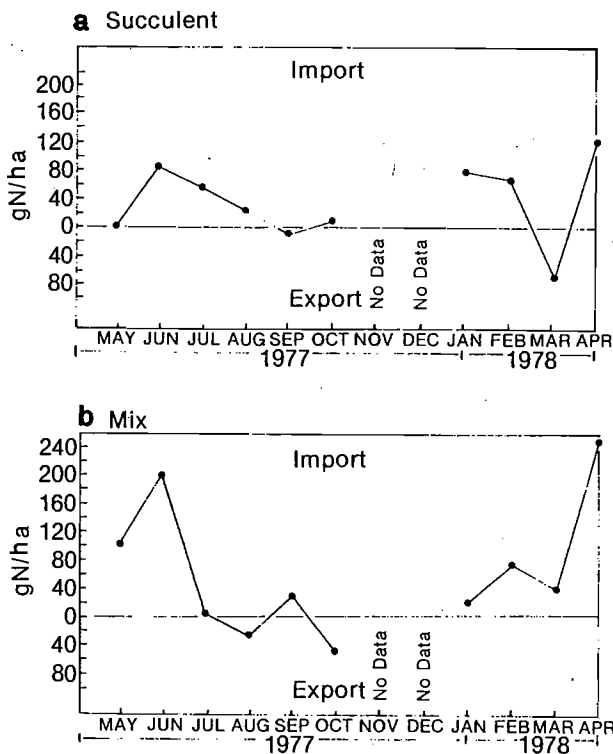 a Succulent
Import
200
160
120
80
40
0
40
80
gN/ha
No Data
No Data
Export
MAY JUN JUL AUG SEP OCT NOV DEC JAN FEB MAR APR
1977 1978
b Mix
Import
240
200
160
120
80
40
0
40
80
gN/ha
No Data
No Data
Export
MAY JUN JUL AUG SEP OCT NOV DEC JAN FEB MAR APR
1977 1978